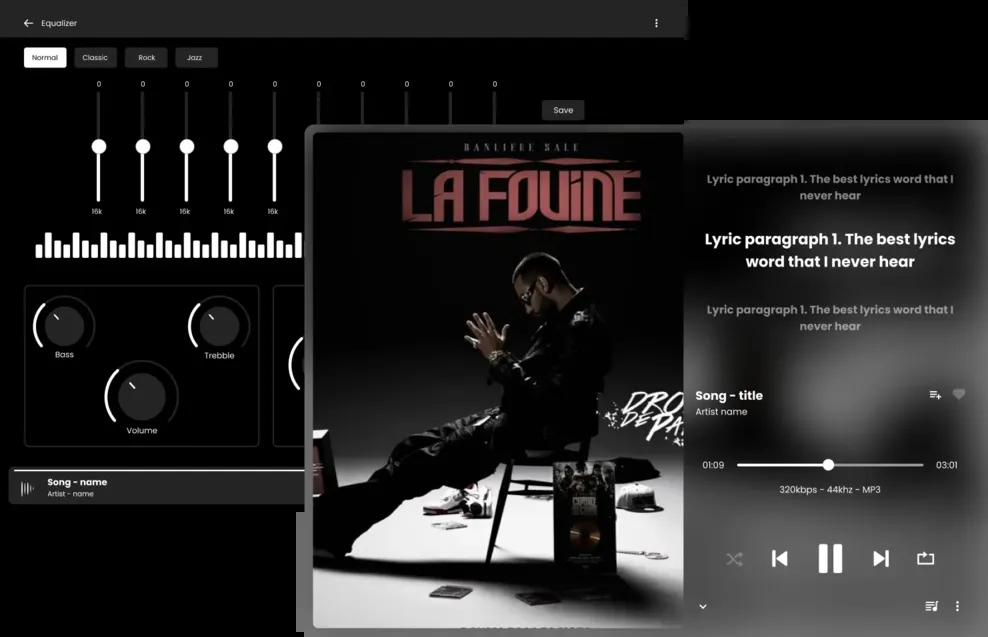 Equalizer
Normal
Classic
Rock
Jazz
0 0 0 0 0 0 0 0 0 0
Save
16k 16k 16k 16k 16k
Bass
Trebble
Volume
Song - name
Artist - name
BANLIEUE SALE
LA FOUINE
DRO
DE PA
Lyric paragraph 1. The best lyrics word that I
never hear
Lyric paragraph 1. The best lyrics
word that I never hear
Lyric paragraph 1. The best lyrics word that I
never hear
Song - title
Artist name
01:09
03:01
320kbps - 44khz - MP3